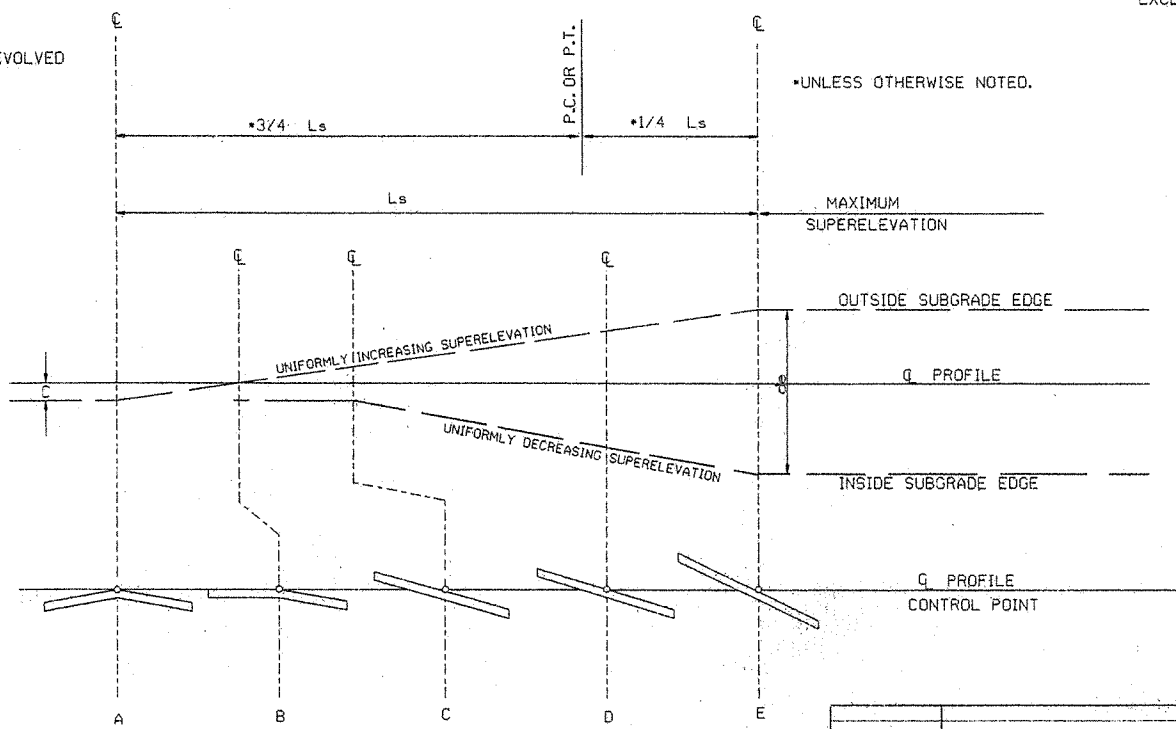 EVOLVED
℄
P.C. OR P.T.
℄
*UNLESS OTHERWISE NOTED.
*3/4 Ls
*1/4 Ls
Ls
MAXIMUM
SUPERELEVATION
℄
℄
℄
OUTSIDE SUBGRADE EDGE
UNIFORMLY INCREASING SUPERELEVATION
C
de
℄ PROFILE
UNIFORMLY DECREASING SUPERELEVATION
INSIDE SUBGRADE EDGE
℄ PROFILE
CONTROL POINT
A
B
C
D
E